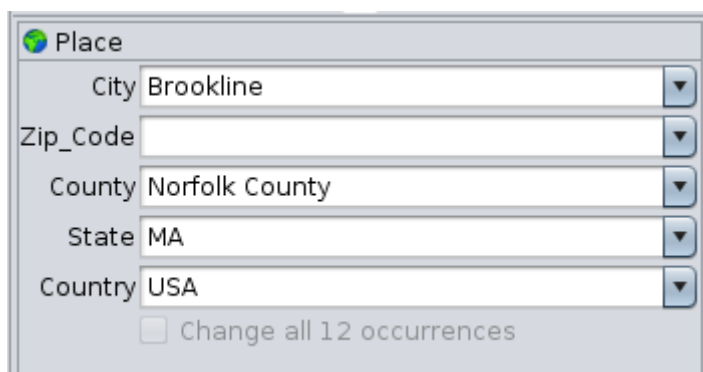 Place
City Brookline
Zip_Code
County Norfolk County
State MA
Country USA
Change all 12 occurrences